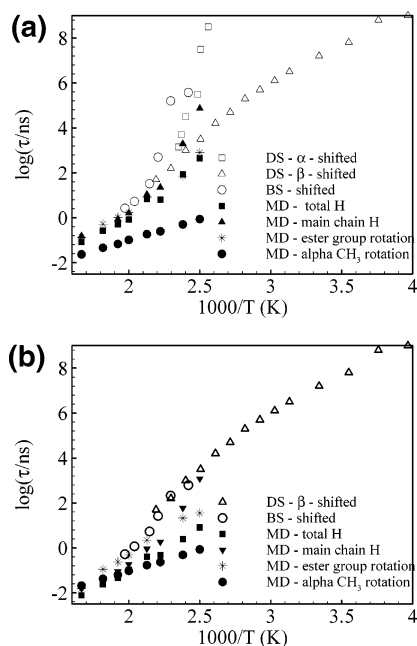 (a)
8
6
4
2
0
-2
log(τ/ns)
DS - α - shifted
DS - β - shifted
BS - shifted
MD - total H
MD - main chain H
MD - ester group rotation
MD - alpha CH3 rotation
2 2.5 3 3.5 4
1000/T (K)
(b)
8
6
4
2
0
-2
log(τ/ns)
DS - β - shifted
BS - shifted
MD - total H
MD - main chain H
MD - ester group rotation
MD - alpha CH3 rotation
2 2.5 3 3.5 4
1000/T (K)